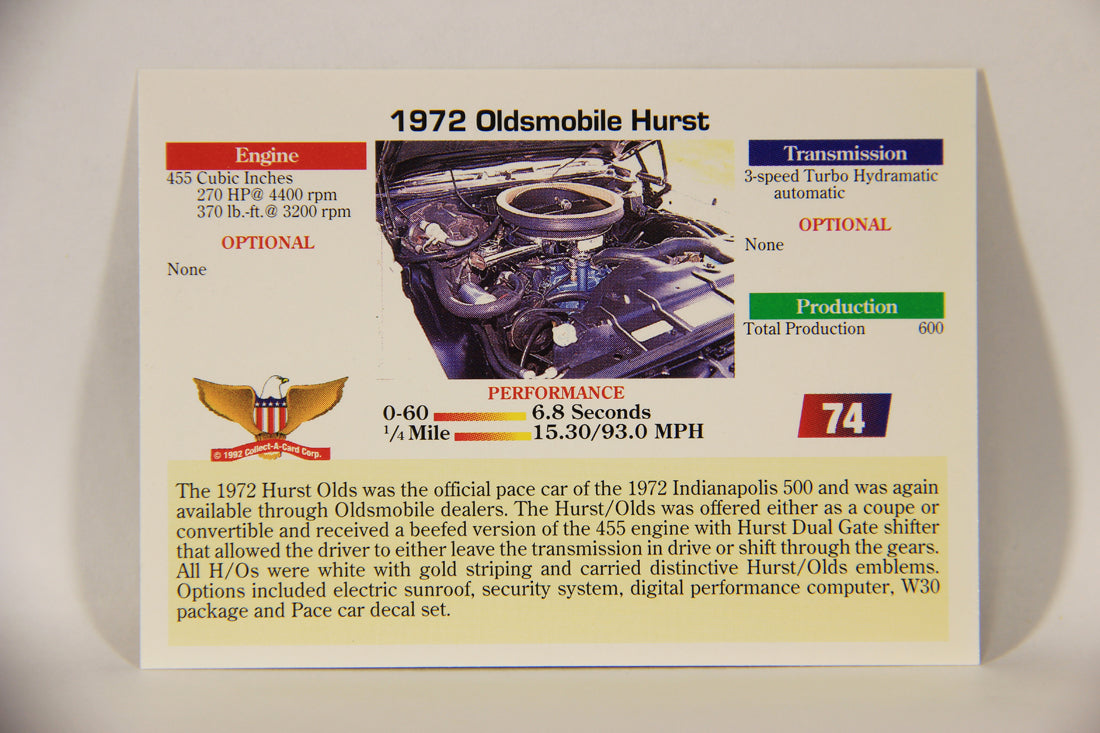 1972 Oldsmobile Hurst
Engine
455 Cubic Inches
270 HP@ 4400 rpm
370 lb.-ft.@ 3200 rpm
OPTIONAL
None
Transmission
3-speed Turbo Hydramatic
automatic
OPTIONAL
None
Production
Total Production 600
PERFORMANCE
0-60 6.8 Seconds
1/4 Mile 15.30/93.0 MPH
© 1992 Collect-A-Card Corp.
74
The 1972 Hurst Olds was the official pace car of the 1972 Indianapolis 500 and was again
available through Oldsmobile dealers. The Hurst/Olds was offered either as a coupe or
convertible and received a beefed version of the 455 engine with Hurst Dual Gate shifter
that allowed the driver to either leave the transmission in drive or shift through the gears.
All H/Os were white with gold striping and carried distinctive Hurst/Olds emblems.
Options included electric sunroof, security system, digital performance computer, W30
package and Pace car decal set.